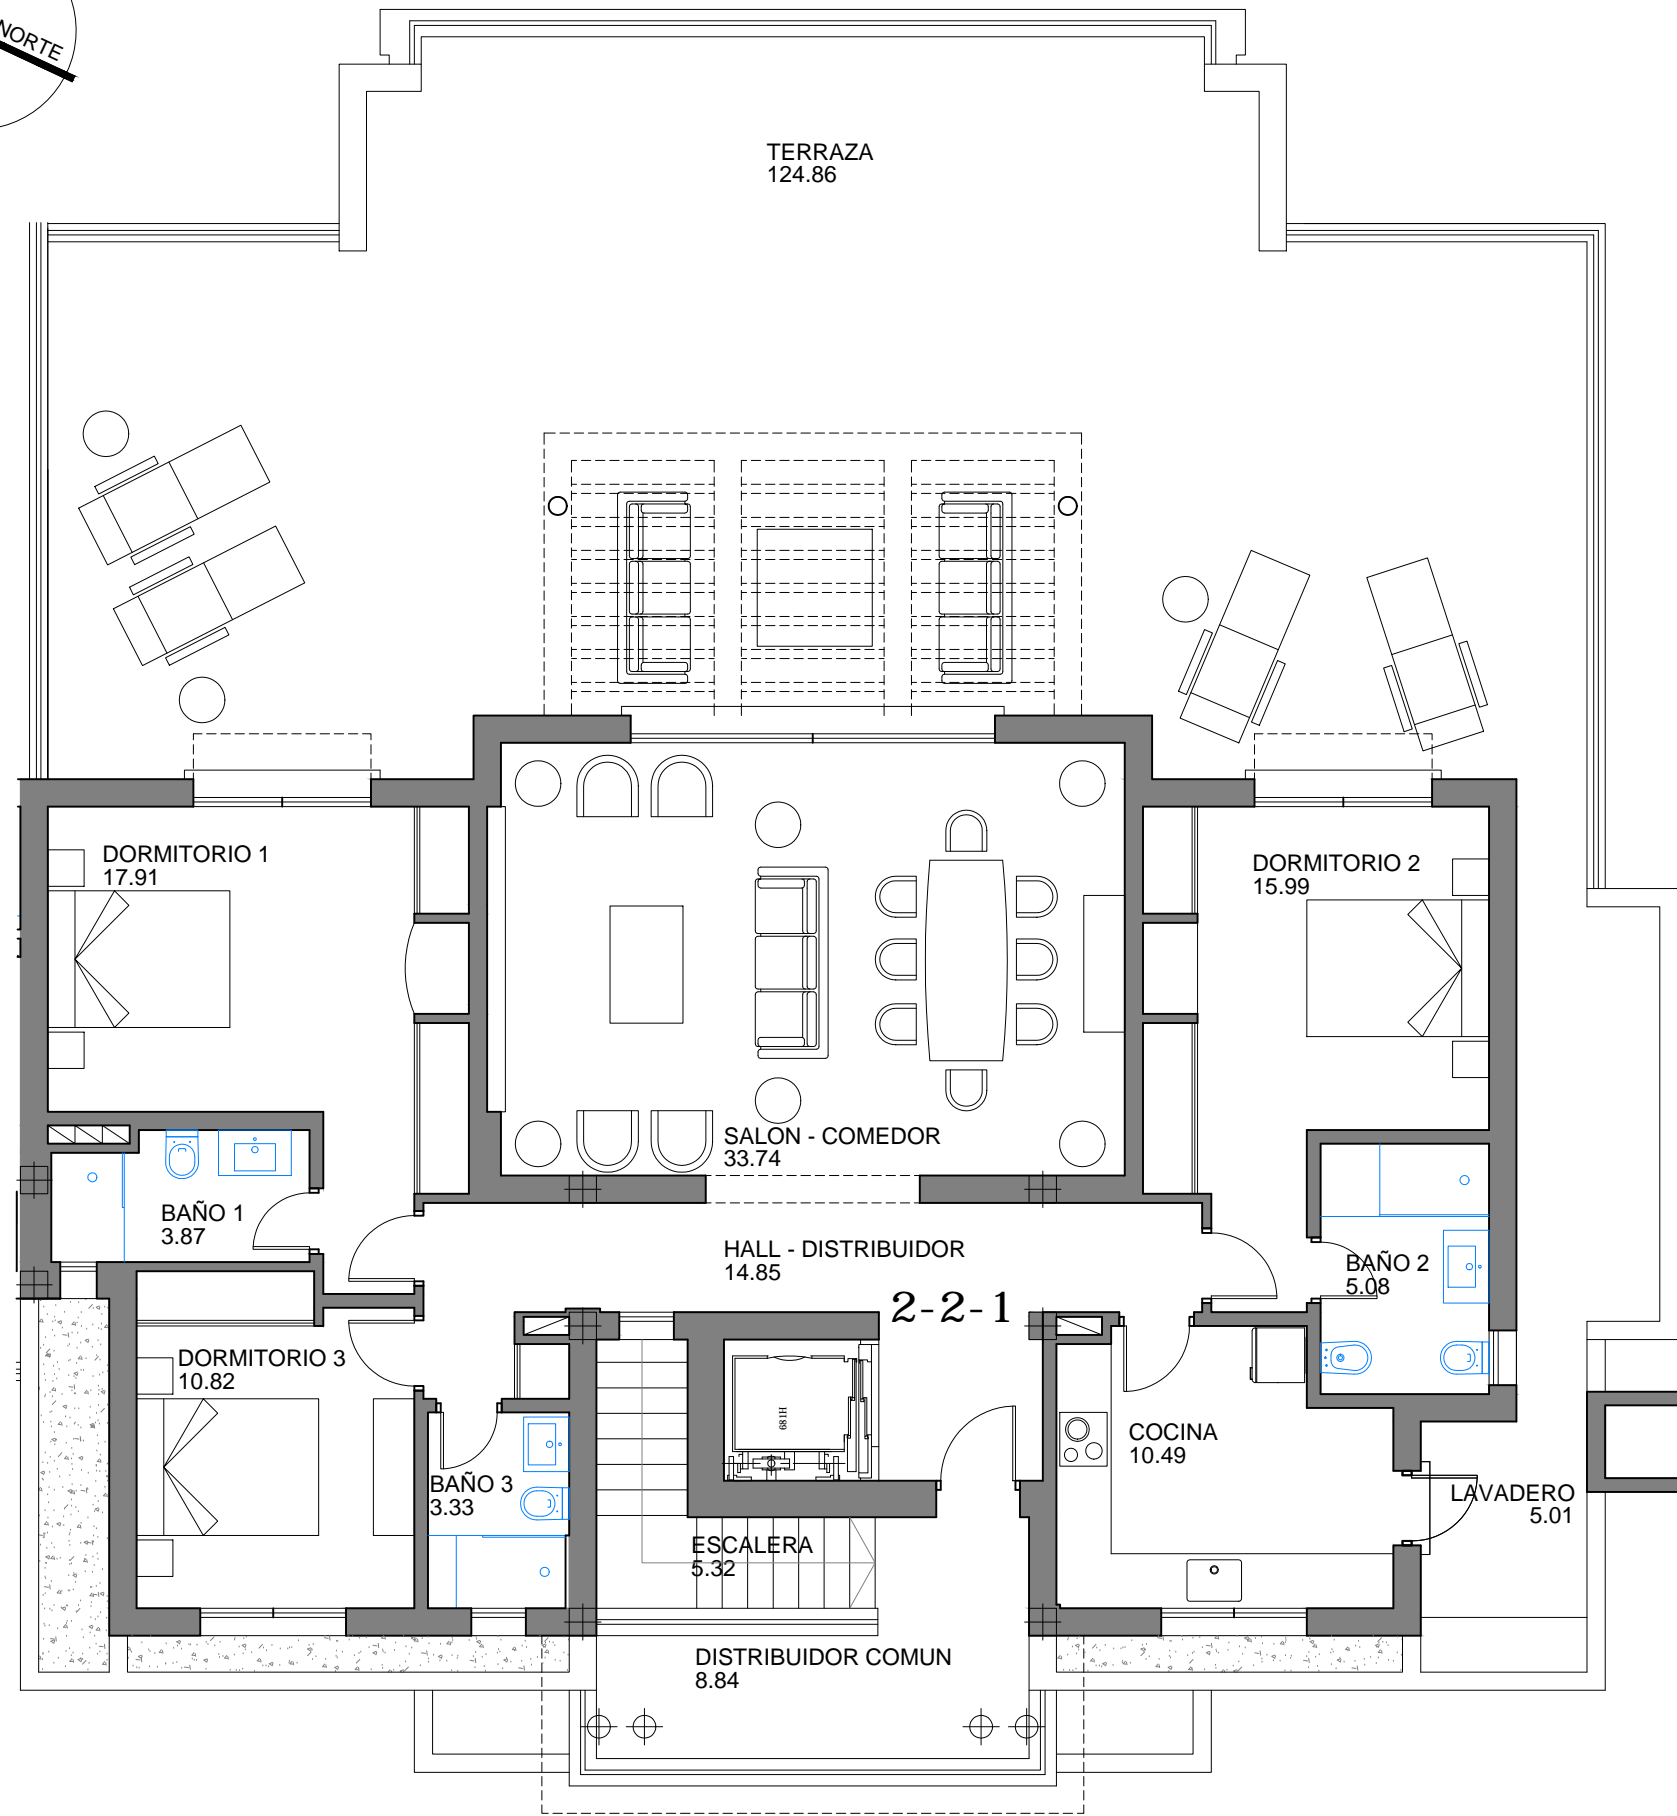 NORTE
TERRAZA
124.86
DORMITORIO 1
17.91
DORMITORIO 2
15.99
SALON - COMEDOR
33.74
BAÑO 1
3.87
HALL - DISTRIBUIDOR
14.85
BAÑO 2
5.08
2-2-1
DORMITORIO 3
10.82
681H
COCINA
10.49
BAÑO 3
3.33
LAVADERO
5.01
ESCALERA
5.32
DISTRIBUIDOR COMUN
8.84